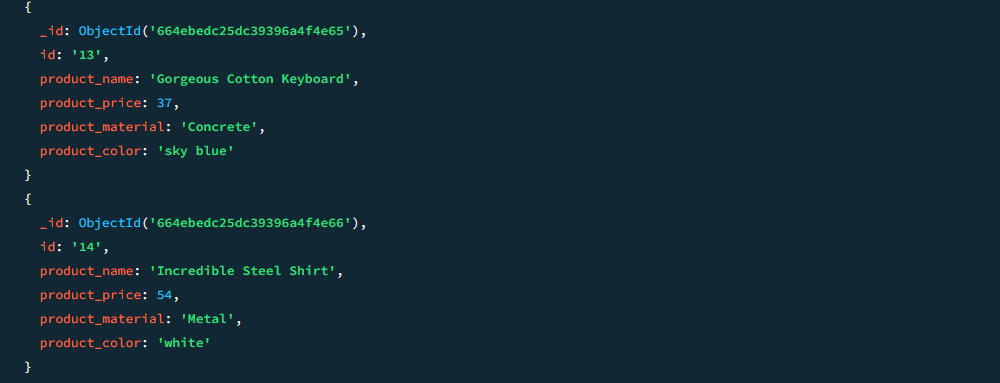 {
_id: ObjectId('664ebedc25dc39396a4f4e65'),
id: '13',
product_name: 'Gorgeous Cotton Keyboard',
product_price: 37,
product_material: 'Concrete',
product_color: 'sky blue'
}
{
_id: ObjectId('664ebedc25dc39396a4f4e66'),
id: '14',
product_name: 'Incredible Steel Shirt',
product_price: 54,
product_material: 'Metal',
product_color: 'white'
}